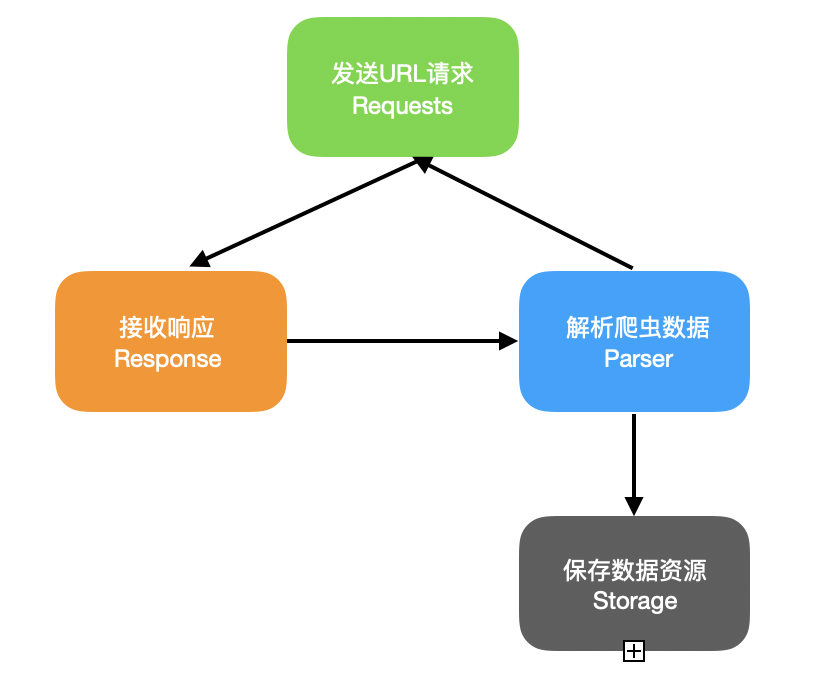 发送URL请求
Requests
接收响应
Response
解析爬虫数据
Parser
保存数据资源
Storage